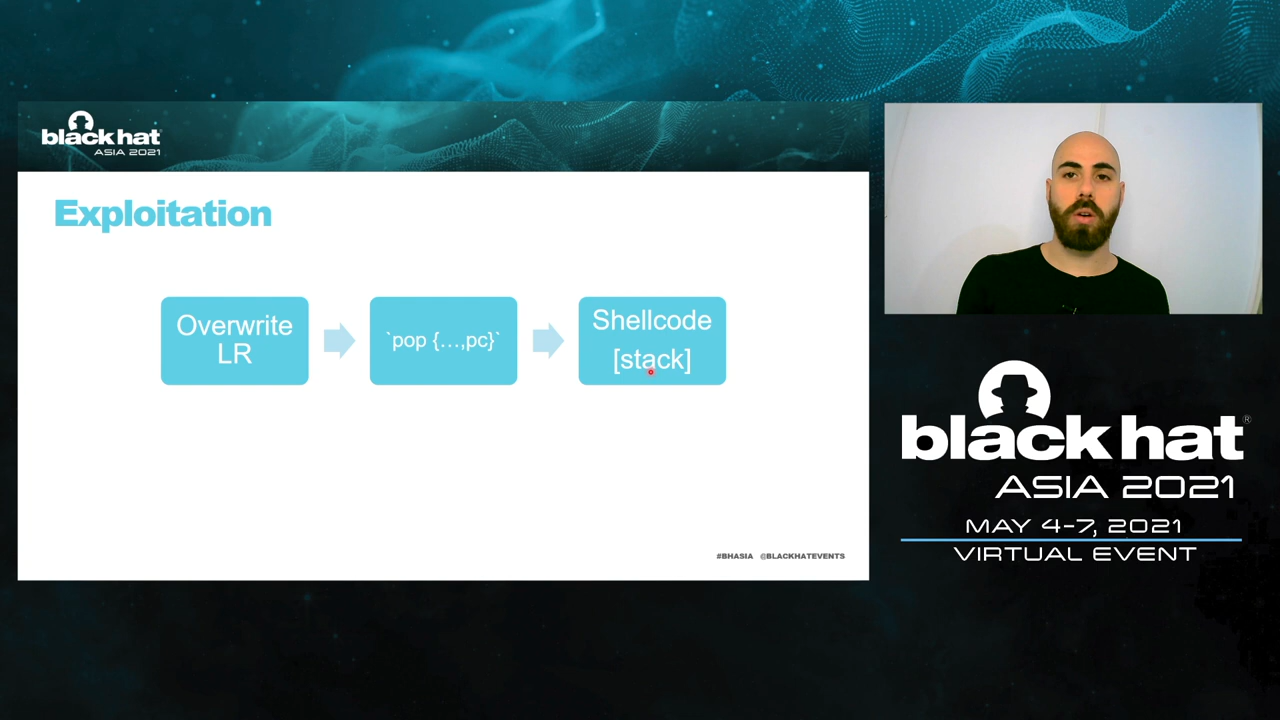 black hat
ASIA 2021
Exploitation
Overwrite
LR
`pop {...,pc}`
Shellcode
[stack]
#BHASIA @BLACKHATEVENTS
black hat®
ASIA 2021
MAY 4-7, 2021
VIRTUAL EVENT